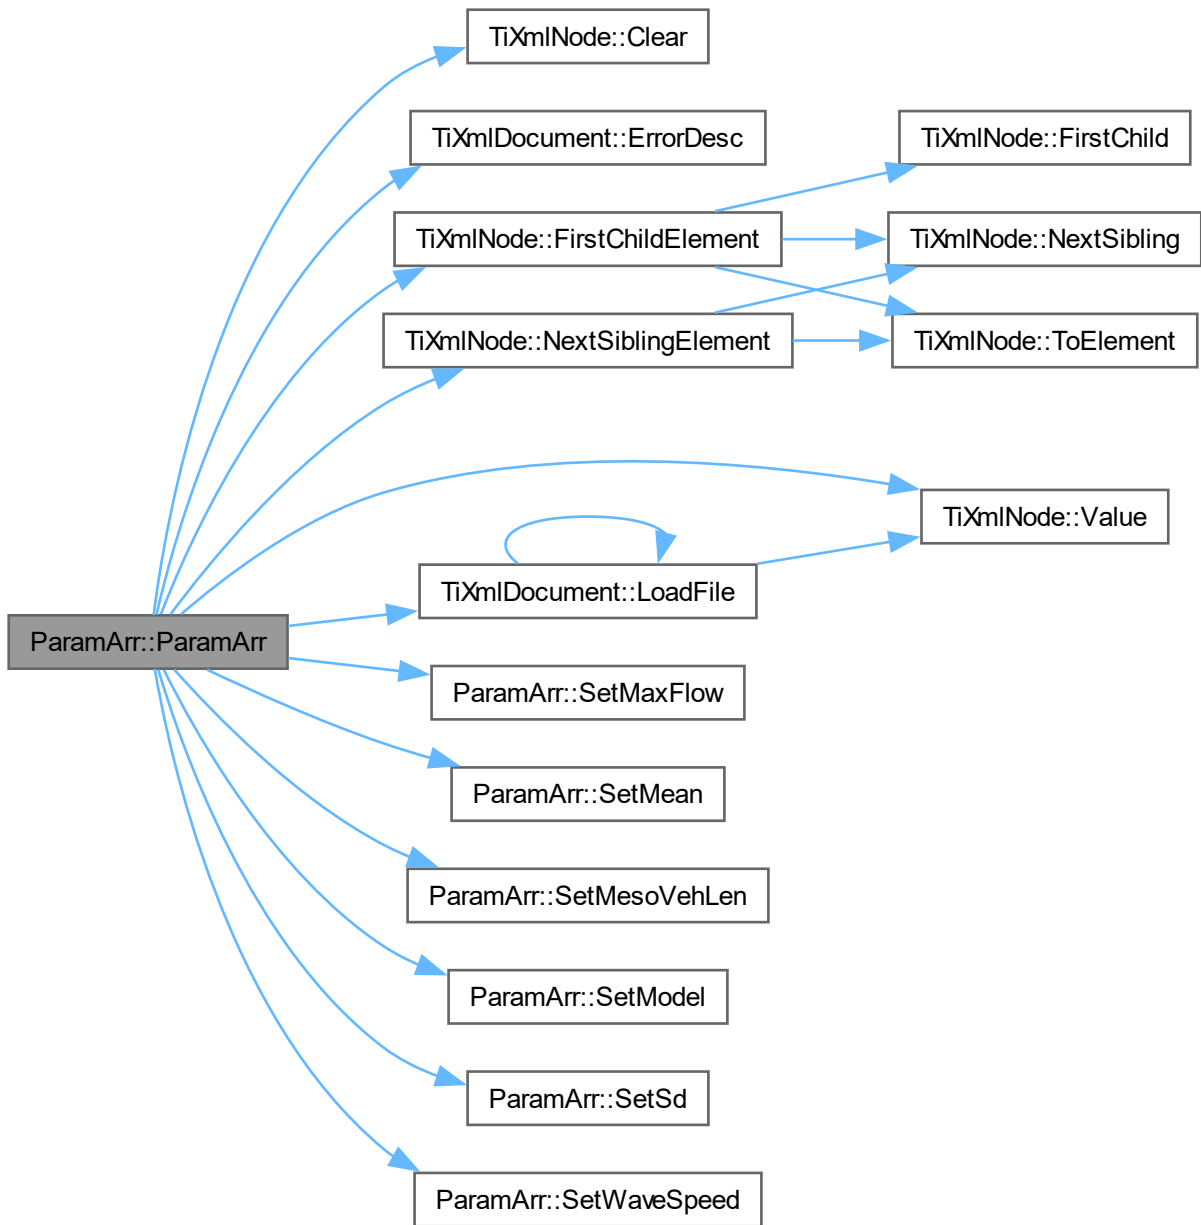 TiXmlNode::Clear
TiXmlDocument::ErrorDesc
TiXmlNode::FirstChild
TiXmlNode::FirstChildElement
TiXmlNode::NextSibling
TiXmlNode::NextSiblingElement
TiXmlNode::ToElement
TiXmlNode::Value
TiXmlDocument::LoadFile
ParamArr::ParamArr
ParamArr::SetMaxFlow
ParamArr::SetMean
ParamArr::SetMesoVehLen
ParamArr::SetModel
ParamArr::SetSd
ParamArr::SetWaveSpeed